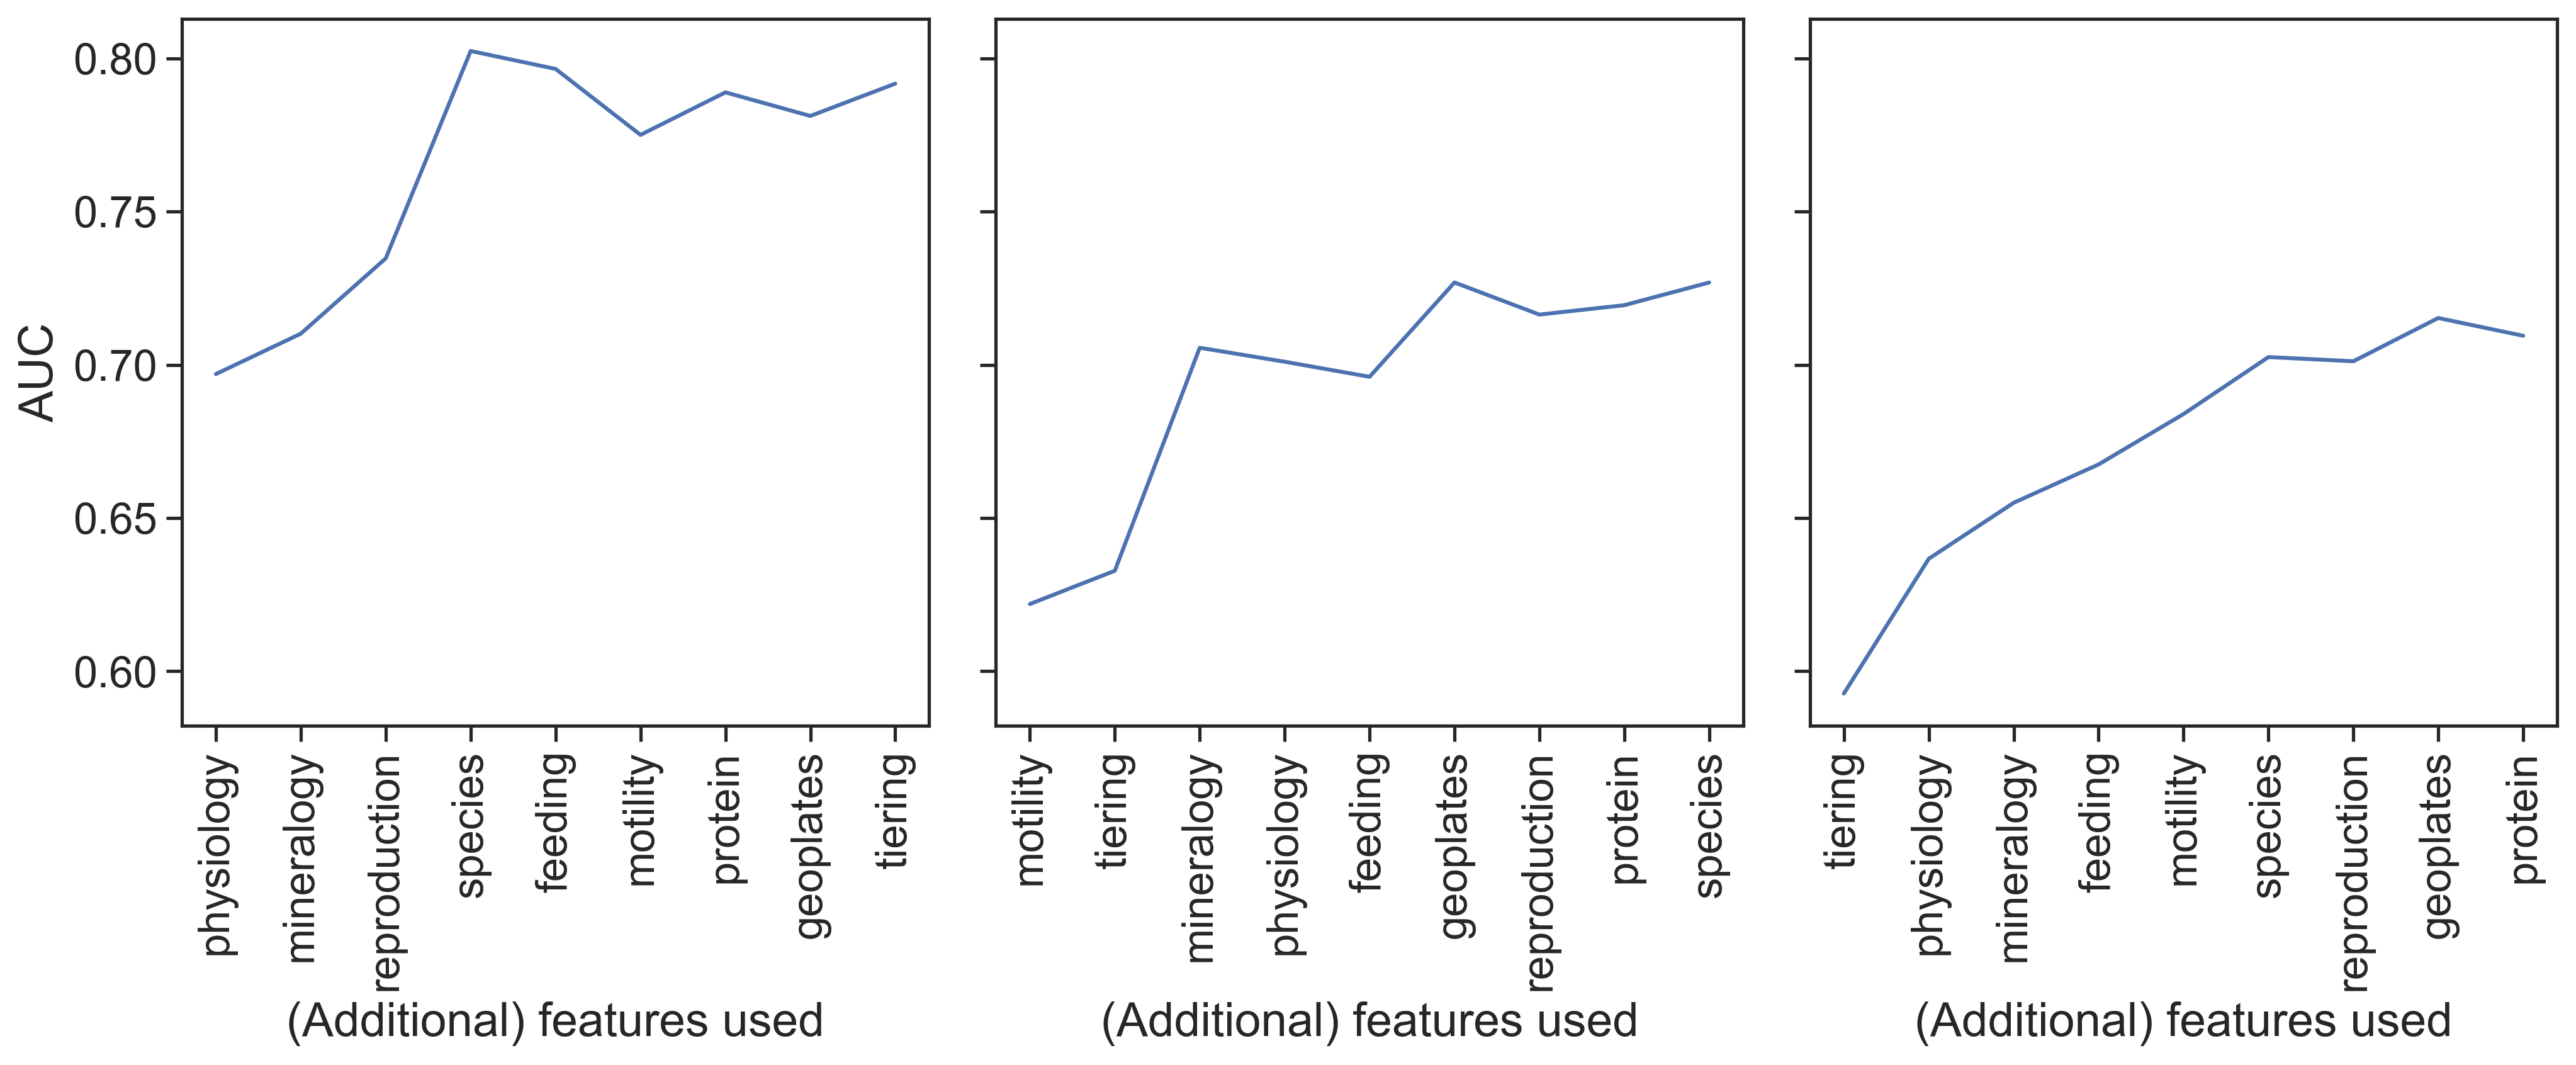 AUC
0.80
0.75
0.70
0.65
0.60
physiology
mineralogy
reproduction
species
feeding
motility
protein
geoplates
tiering
(Additional) features used
motility
tiering
mineralogy
physiology
feeding
geoplates
reproduction
protein
species
(Additional) features used
tiering
physiology
mineralogy
feeding
motility
species
reproduction
geoplates
protein
(Additional) features used